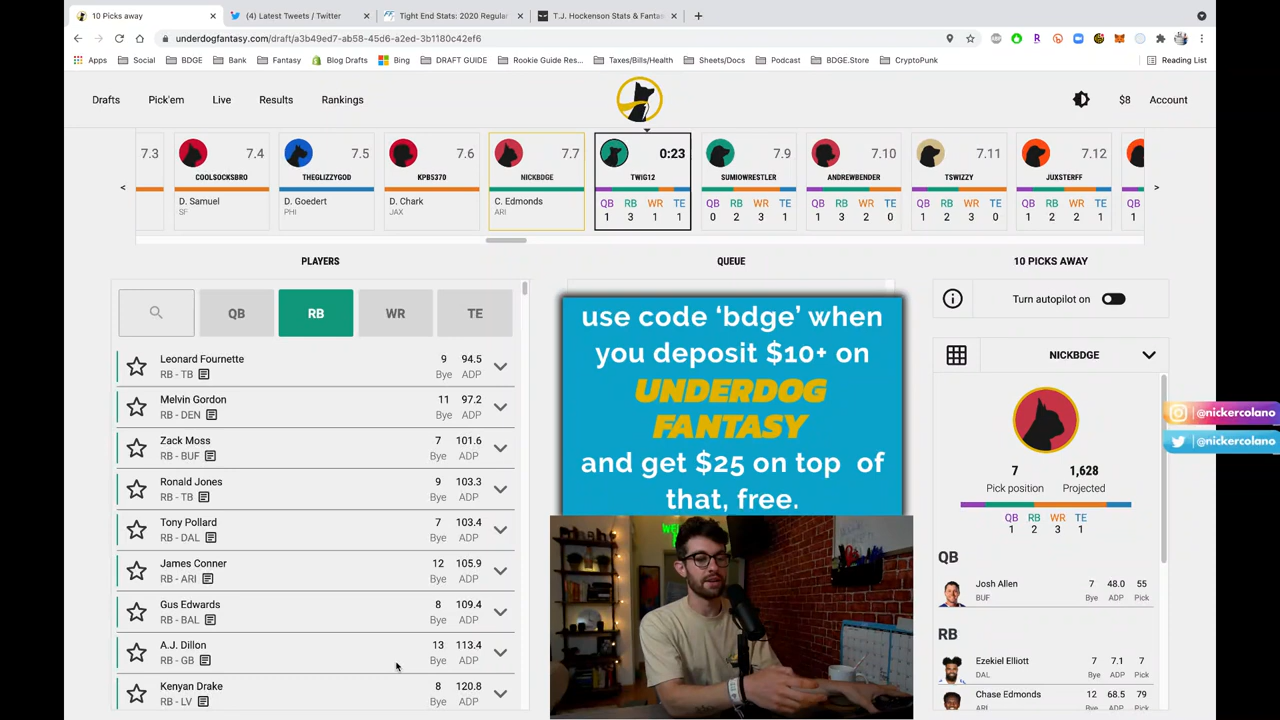 10 Picks away
(4) Latest Tweets / Twitter
Tight End Stats: 2020 Regular
T.J. Hockenson Stats & Fantas
underdogfantasy.com/draft/a3b49ed7-ab58-45d6-a2ed-3b1180c42ef6
Apps Social BDGE Bank Fantasy Blog Drafts Bing DRAFT GUIDE Rookie Guide Res... Taxes/Bills/Health Sheets/Docs Podcast BDGE.Store CryptoPunk Reading List
Drafts Pick'em Live Results Rankings $8 Account
7.3 7.4 7.5 7.6 7.7 0:23 7.9 7.10 7.11 7.12
COOLSOCKSBRO THEGLIZZYGOD KPB5370 NICKBDGE TWIG12 SUMIOWRESTLER ANDREWBENDER TSWIZZY JUXSTERFF
D. Samuel D. Goedert D. Chark C. Edmonds QB RB WR TE QB RB WR TE QB RB WR TE QB RB WR TE QB RB WR TE QB
SF PHI JAX ARI 1 3 1 1 0 2 3 1 1 3 2 0 1 2 3 0 1 2 2 1 1
< >
PLAYERS QUEUE 10 PICKS AWAY
QB RB WR TE
Turn autopilot on
Leonard Fournette 9 94.5
RB - TB Bye ADP
Melvin Gordon 11 97.2
RB - DEN Bye ADP
Zack Moss 7 101.6
RB - BUF Bye ADP
Ronald Jones 9 103.3
RB - TB Bye ADP
Tony Pollard 7 103.4
RB - DAL Bye ADP
James Conner 12 105.9
RB - ARI Bye ADP
Gus Edwards 8 109.4
RB - BAL Bye ADP
A.J. Dillon 13 113.4
RB - GB Bye ADP
Kenyan Drake 8 120.8
RB - LV Bye ADP
use code 'bdge' when
you deposit $10+ on
UNDERDOG
FANTASY
and get $25 on top of
that, free.
NICKBDGE
7 1,628
Pick position Projected
QB RB WR TE
1 2 3 1
QB
Josh Allen 7 48.0 55
BUF Bye ADP Pick
RB
Ezekiel Elliott 7 7.1 7
DAL Bye ADP Pick
Chase Edmonds 12 68.5 79
ARI Bye ADP Pick
@nickercolano
@nickercolano